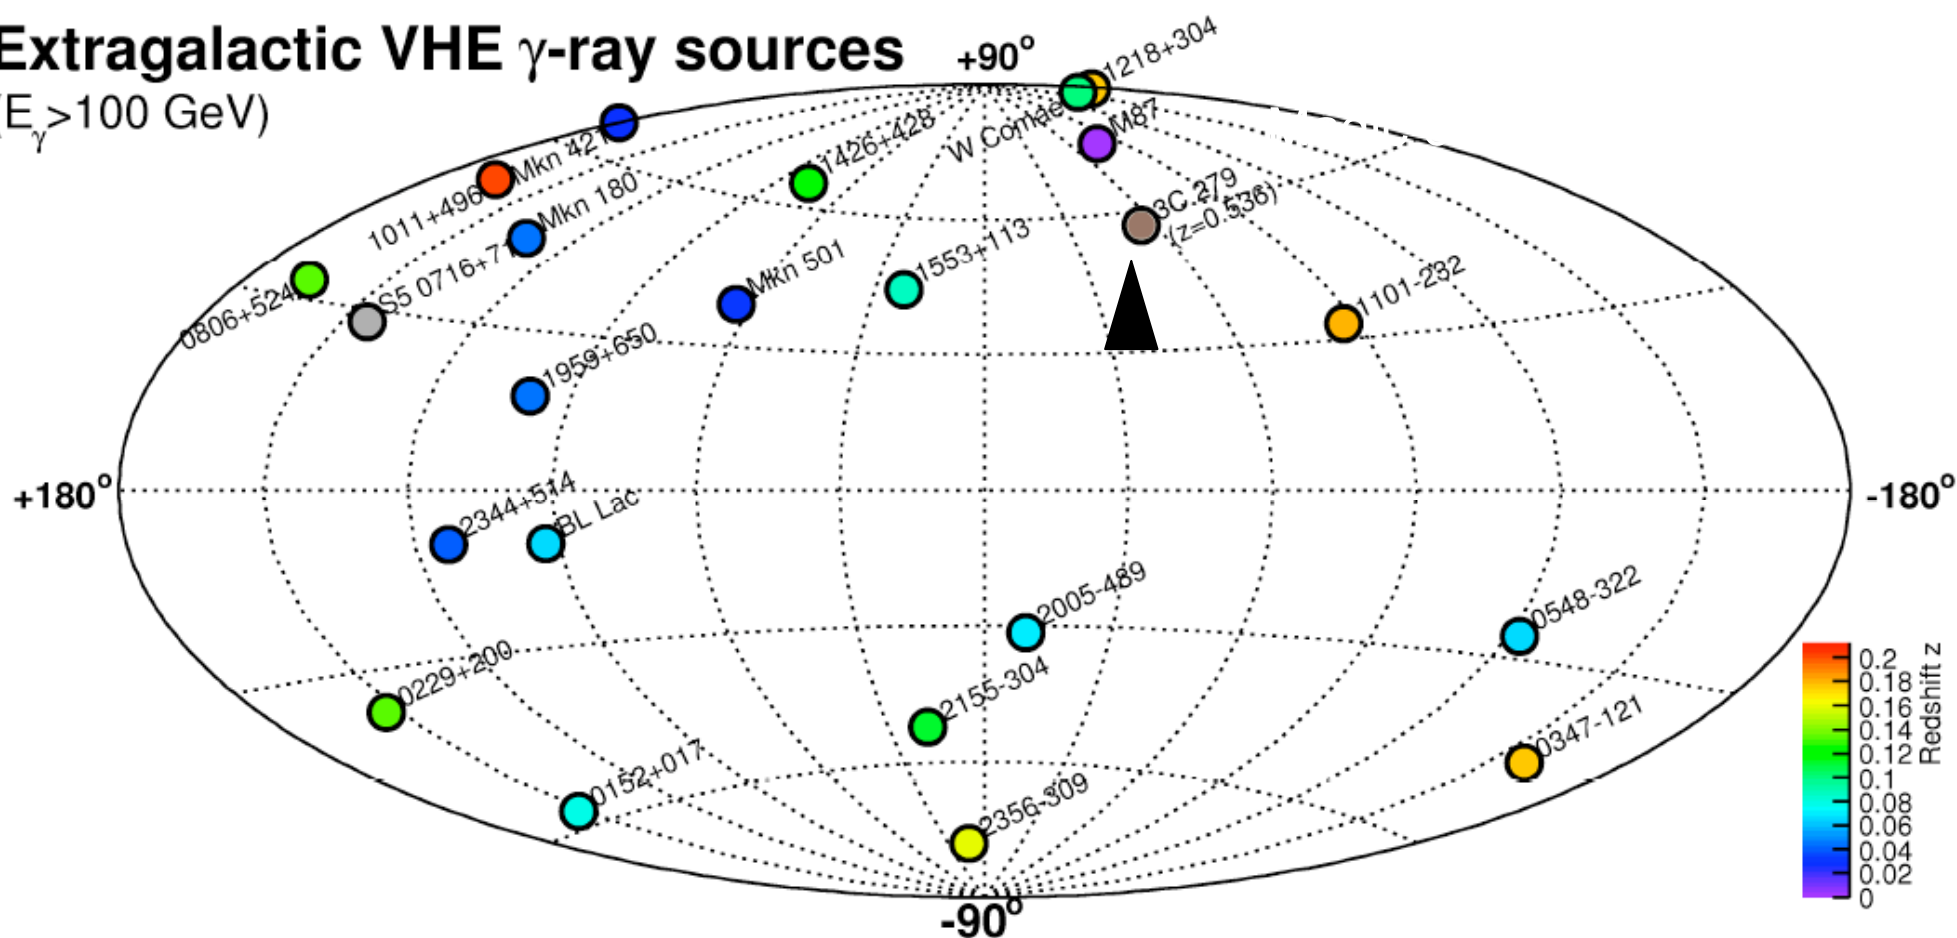 Extragalactic VHE γ-ray sources
(Eγ>100 GeV)
+90°
1218+304
W Comae
M87
Mkn 421
1426+428
1011+496
Mkn 180
3C 279
(z=0.536)
S5 0716+71
0806+524
Mkn 501
1553+113
1101-232
1959+650
+180°
-180°
2344+514
BL Lac
2005-489
0548-322
0229+200
2155-304
0347-121
0152+017
2356-309
-90°
Redshift z
0.2
0.18
0.16
0.14
0.12
0.1
0.08
0.06
0.04
0.02
0